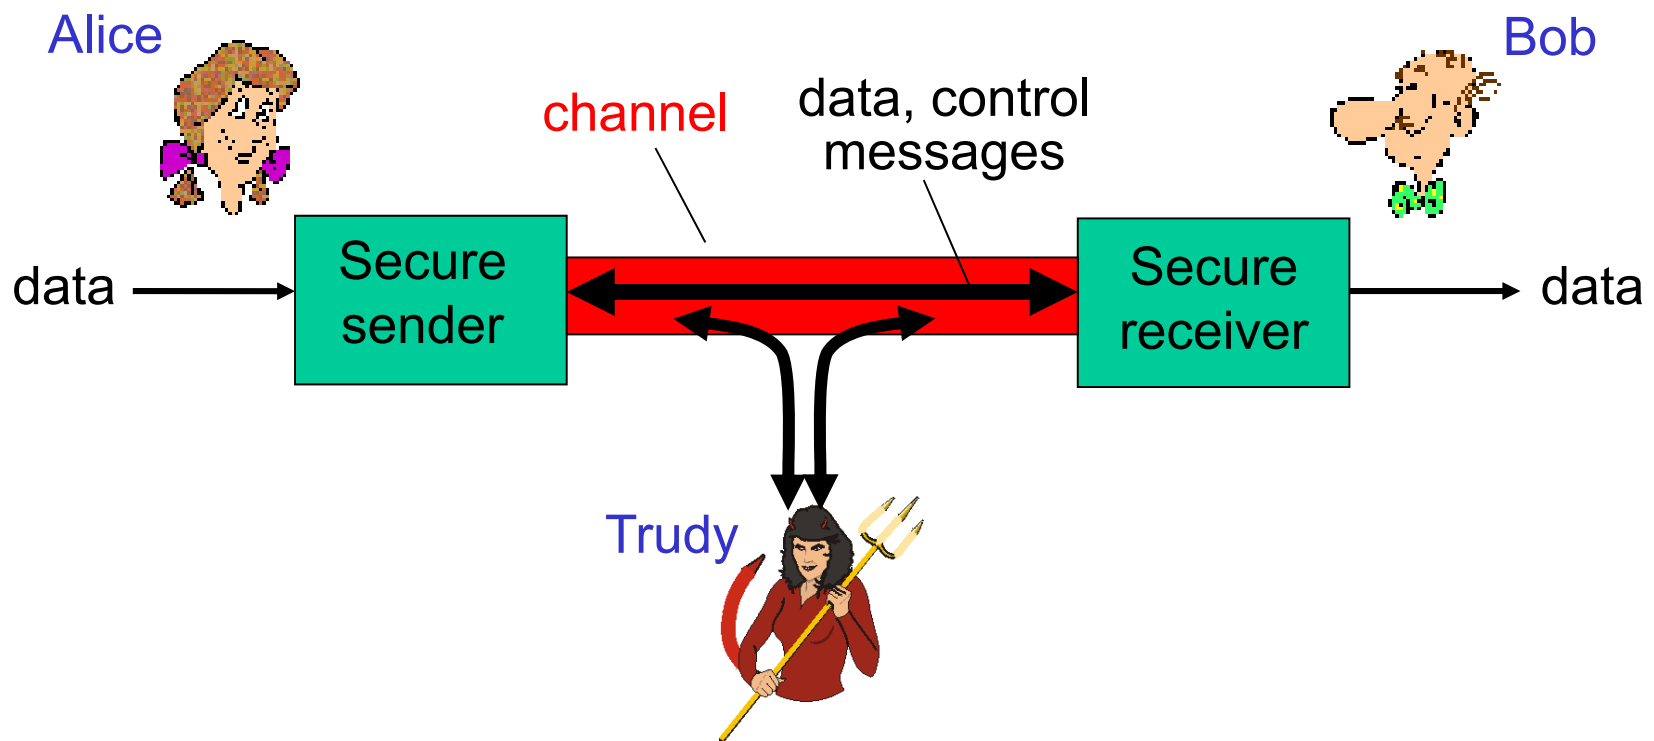 Alice
Bob
channel
data, control
messages
data
Secure
sender
Secure
receiver
data
Trudy